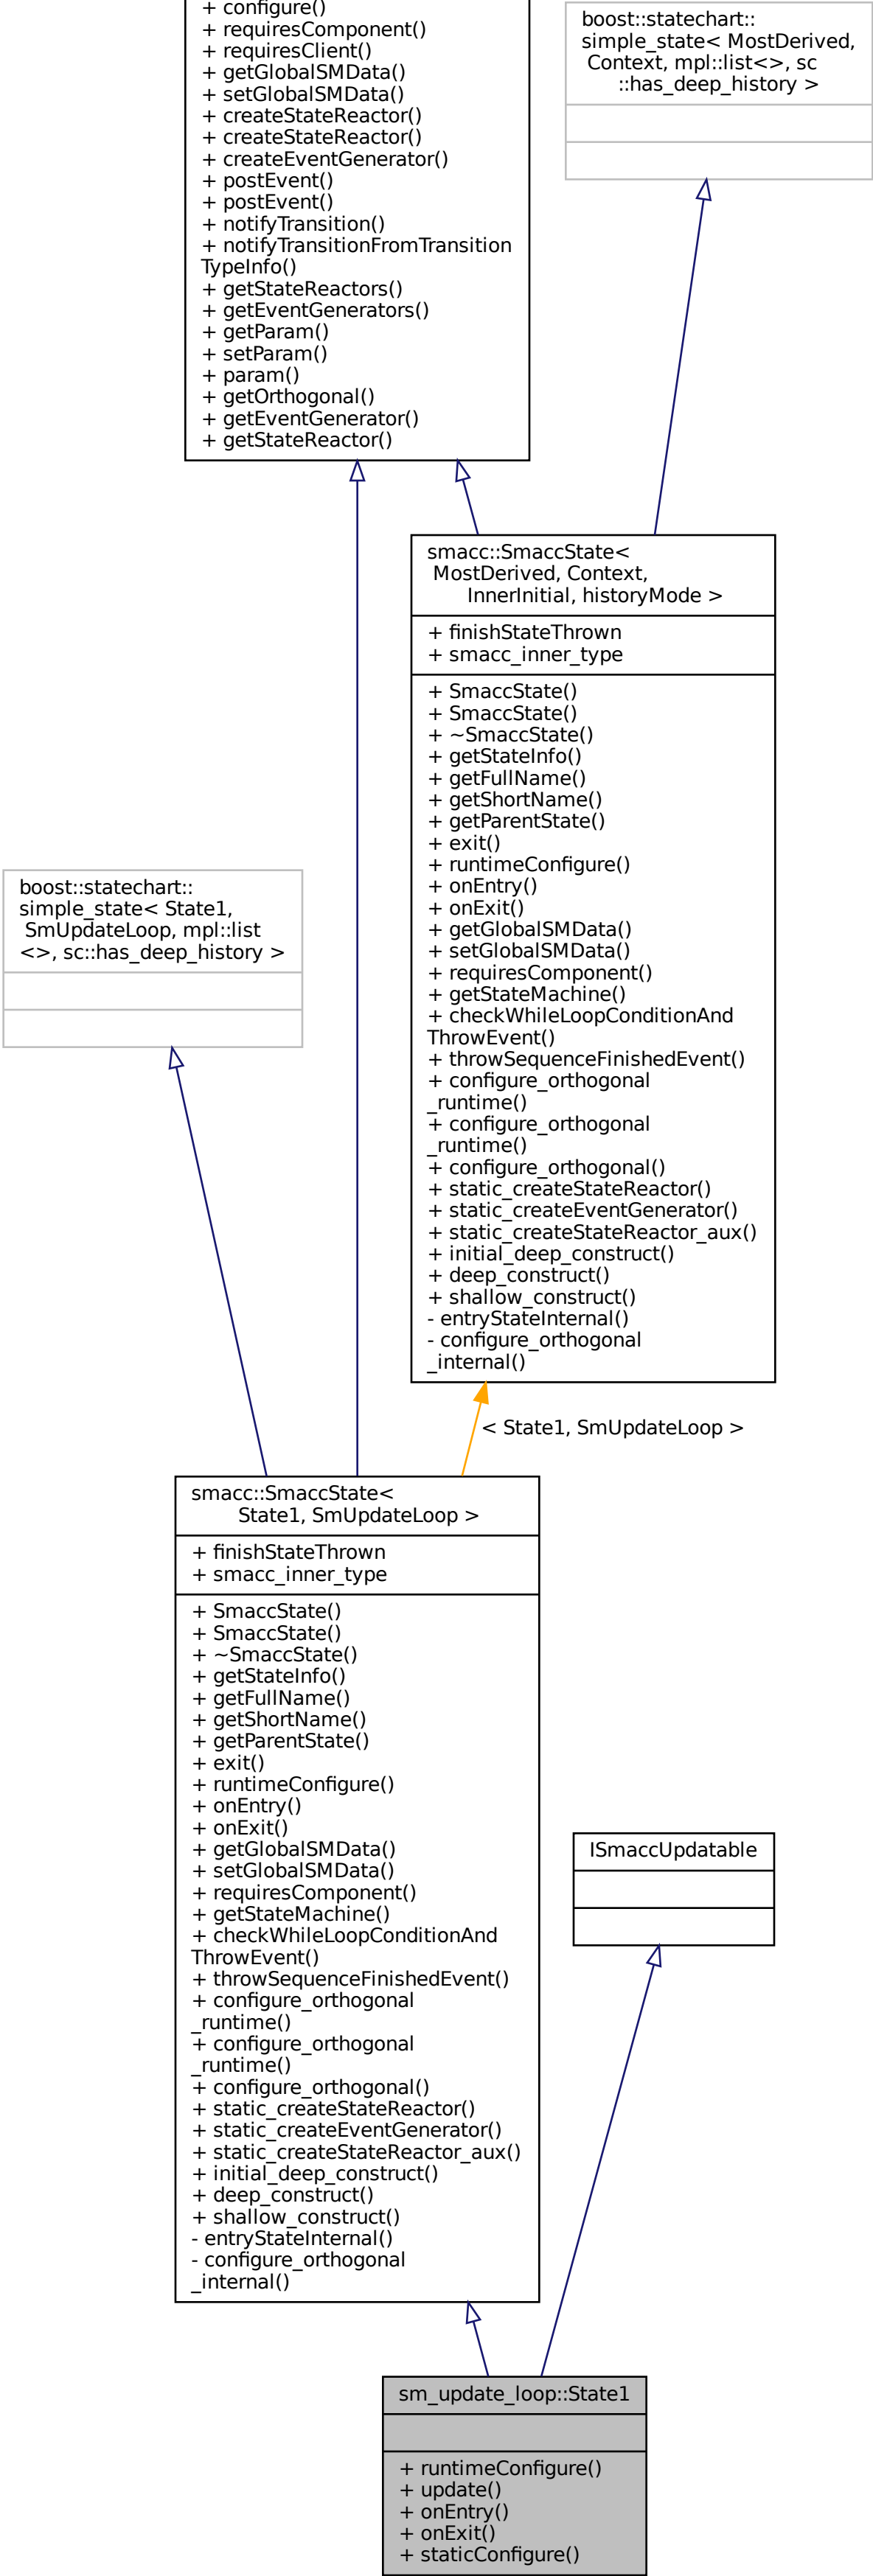 + configure()
+ requiresComponent()
+ requiresClient()
+ getGlobalSMData()
+ setGlobalSMData()
+ createStateReactor()
+ createStateReactor()
+ createEventGenerator()
+ postEvent()
+ postEvent()
+ notifyTransition()
+ notifyTransitionFromTransition
TypeInfo()
+ getStateReactors()
+ getEventGenerators()
+ getParam()
+ setParam()
+ param()
+ getOrthogonal()
+ getEventGenerator()
+ getStateReactor()
boost::statechart::
simple_state< MostDerived,
Context, mpl::list<>, sc
::has_deep_history >
smacc::SmaccState<
MostDerived, Context,
InnerInitial, historyMode >
+ finishStateThrown
+ smacc_inner_type
+ SmaccState()
+ SmaccState()
+ ~SmaccState()
+ getStateInfo()
+ getFullName()
+ getShortName()
+ getParentState()
+ exit()
+ runtimeConfigure()
+ onEntry()
+ onExit()
+ getGlobalSMData()
+ setGlobalSMData()
+ requiresComponent()
+ getStateMachine()
+ checkWhileLoopConditionAnd
ThrowEvent()
+ throwSequenceFinishedEvent()
+ configure_orthogonal
_runtime()
+ configure_orthogonal
_runtime()
+ configure_orthogonal()
+ static_createStateReactor()
+ static_createEventGenerator()
+ static_createStateReactor_aux()
+ initial_deep_construct()
+ deep_construct()
+ shallow_construct()
- entryStateInternal()
- configure_orthogonal
_internal()
boost::statechart::
simple_state< State1,
SmUpdateLoop, mpl::list
<>, sc::has_deep_history >
< State1, SmUpdateLoop >
smacc::SmaccState<
State1, SmUpdateLoop >
+ finishStateThrown
+ smacc_inner_type
+ SmaccState()
+ SmaccState()
+ ~SmaccState()
+ getStateInfo()
+ getFullName()
+ getShortName()
+ getParentState()
+ exit()
+ runtimeConfigure()
+ onEntry()
+ onExit()
+ getGlobalSMData()
+ setGlobalSMData()
+ requiresComponent()
+ getStateMachine()
+ checkWhileLoopConditionAnd
ThrowEvent()
+ throwSequenceFinishedEvent()
+ configure_orthogonal
_runtime()
+ configure_orthogonal
_runtime()
+ configure_orthogonal()
+ static_createStateReactor()
+ static_createEventGenerator()
+ static_createStateReactor_aux()
+ initial_deep_construct()
+ deep_construct()
+ shallow_construct()
- entryStateInternal()
- configure_orthogonal
_internal()
ISmaccUpdatable
sm_update_loop::State1
+ runtimeConfigure()
+ update()
+ onEntry()
+ onExit()
+ staticConfigure()